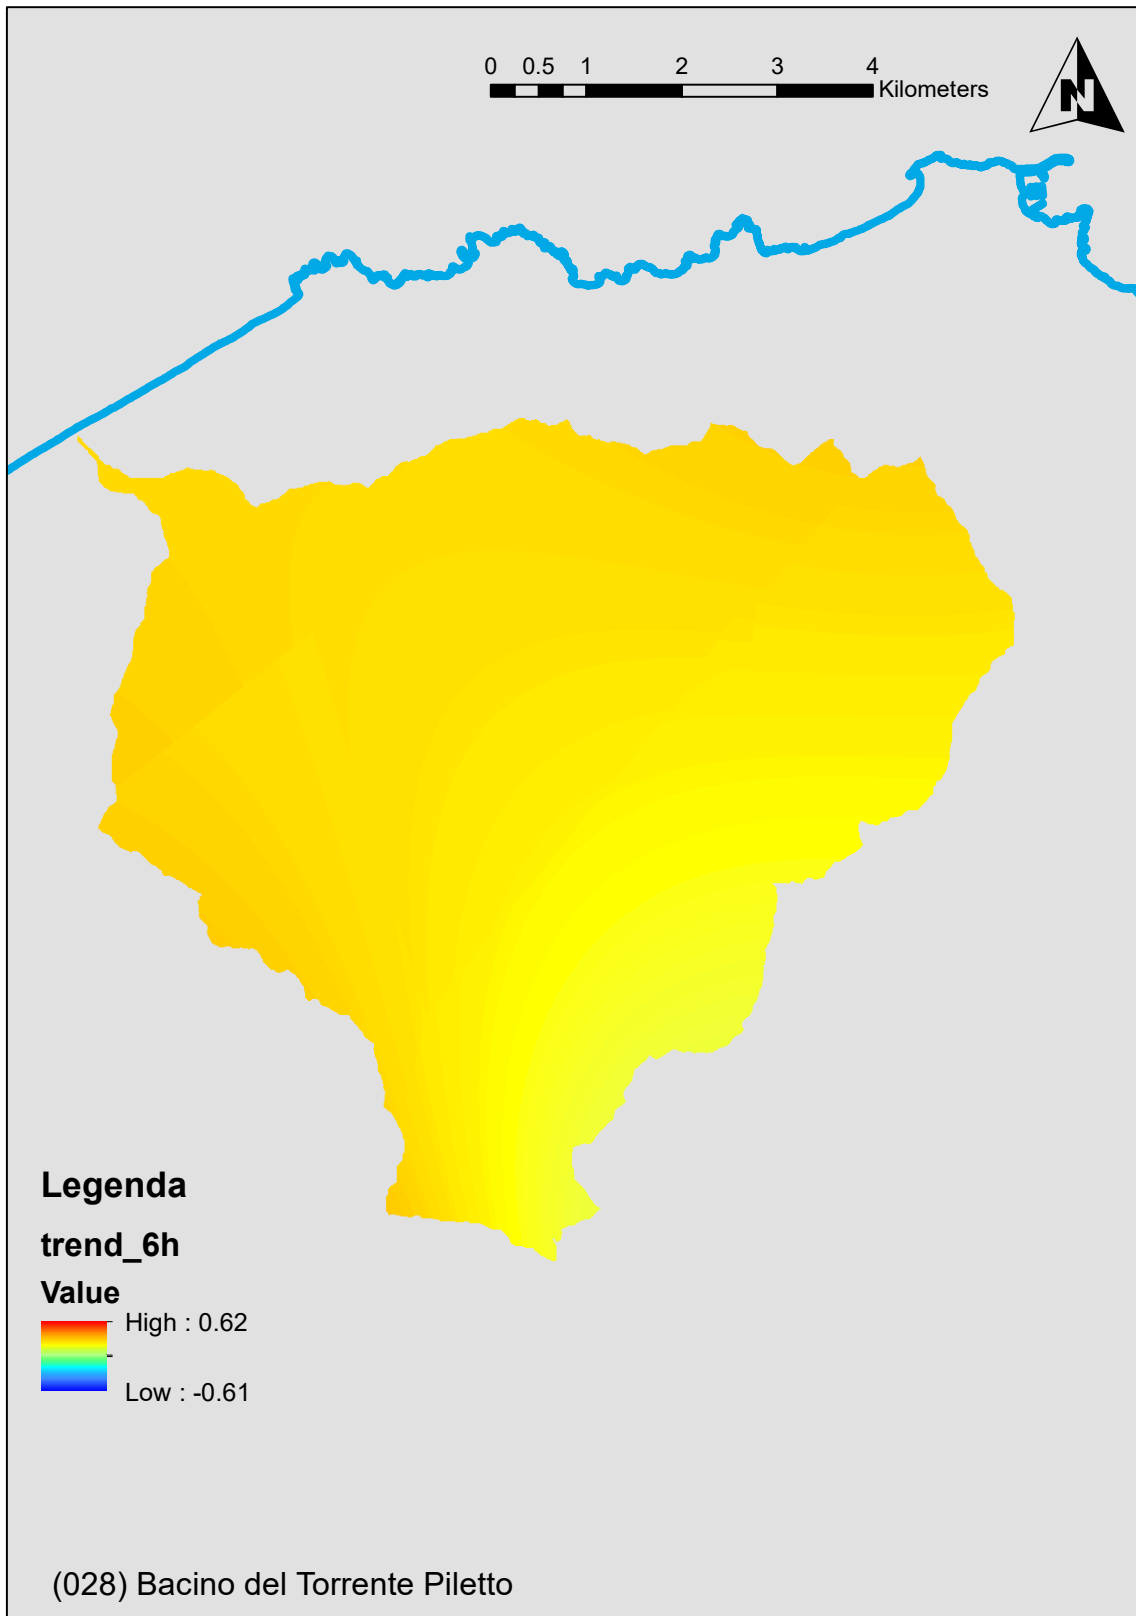 0 0.5 1 2 3 4
Kilometers
N
Legenda
trend_6h
Value
High : 0.62
Low : -0.61
(028) Bacino del Torrente Piletto